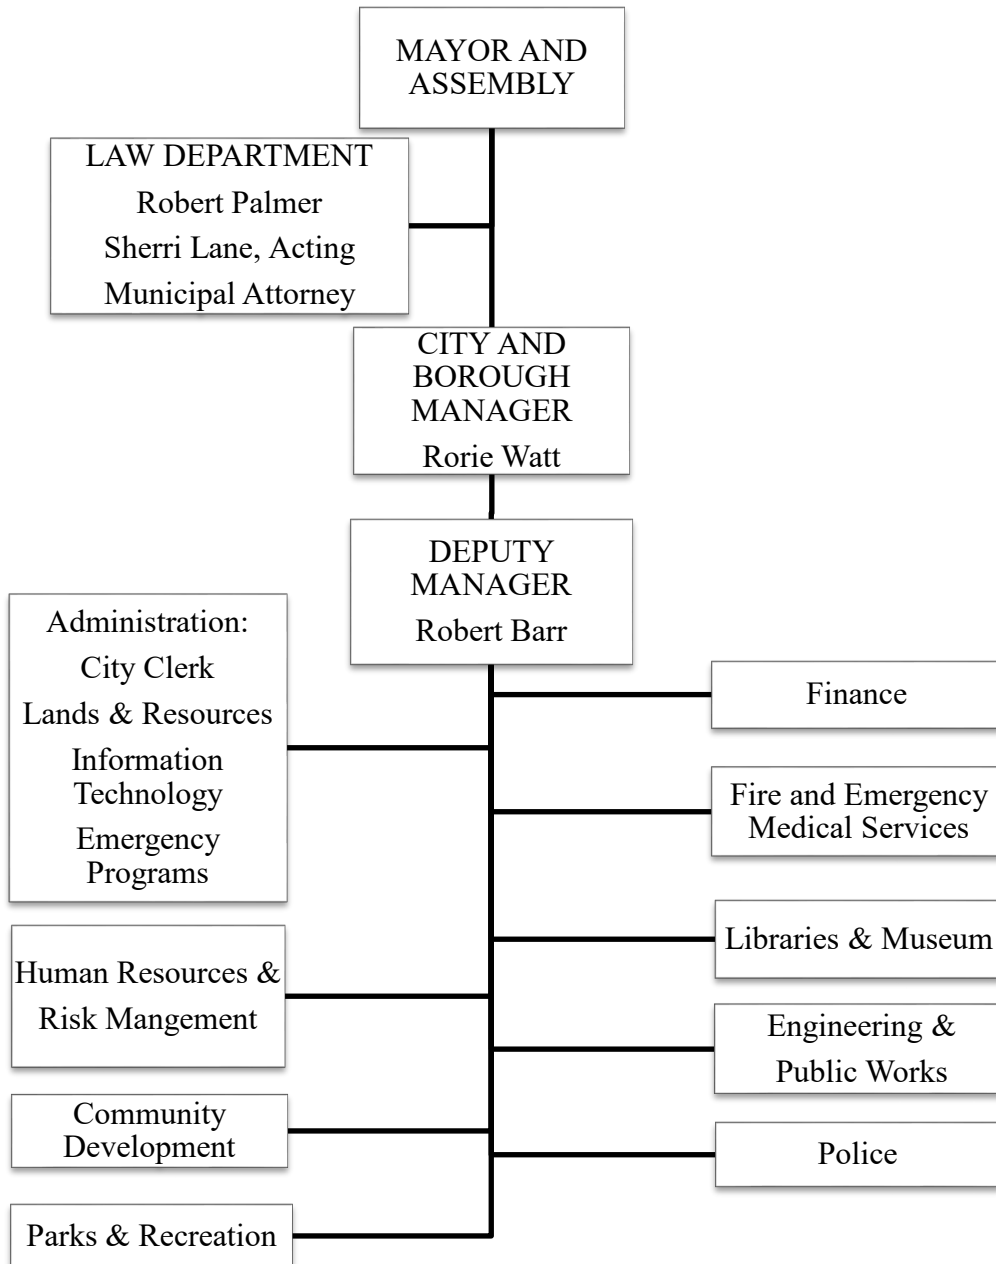 MAYOR AND
ASSEMBLY
LAW DEPARTMENT
Robert Palmer
Sherri Lane, Acting
Municipal Attorney
CITY AND
BOROUGH
MANAGER
Rorie Watt
DEPUTY
MANAGER
Robert Barr
Administration:
City Clerk
Lands & Resources
Information
Technology
Emergency
Programs
Human Resources &
Risk Mangement
Community
Development
Parks & Recreation
Finance
Fire and Emergency
Medical Services
Libraries & Museum
Engineering &
Public Works
Police